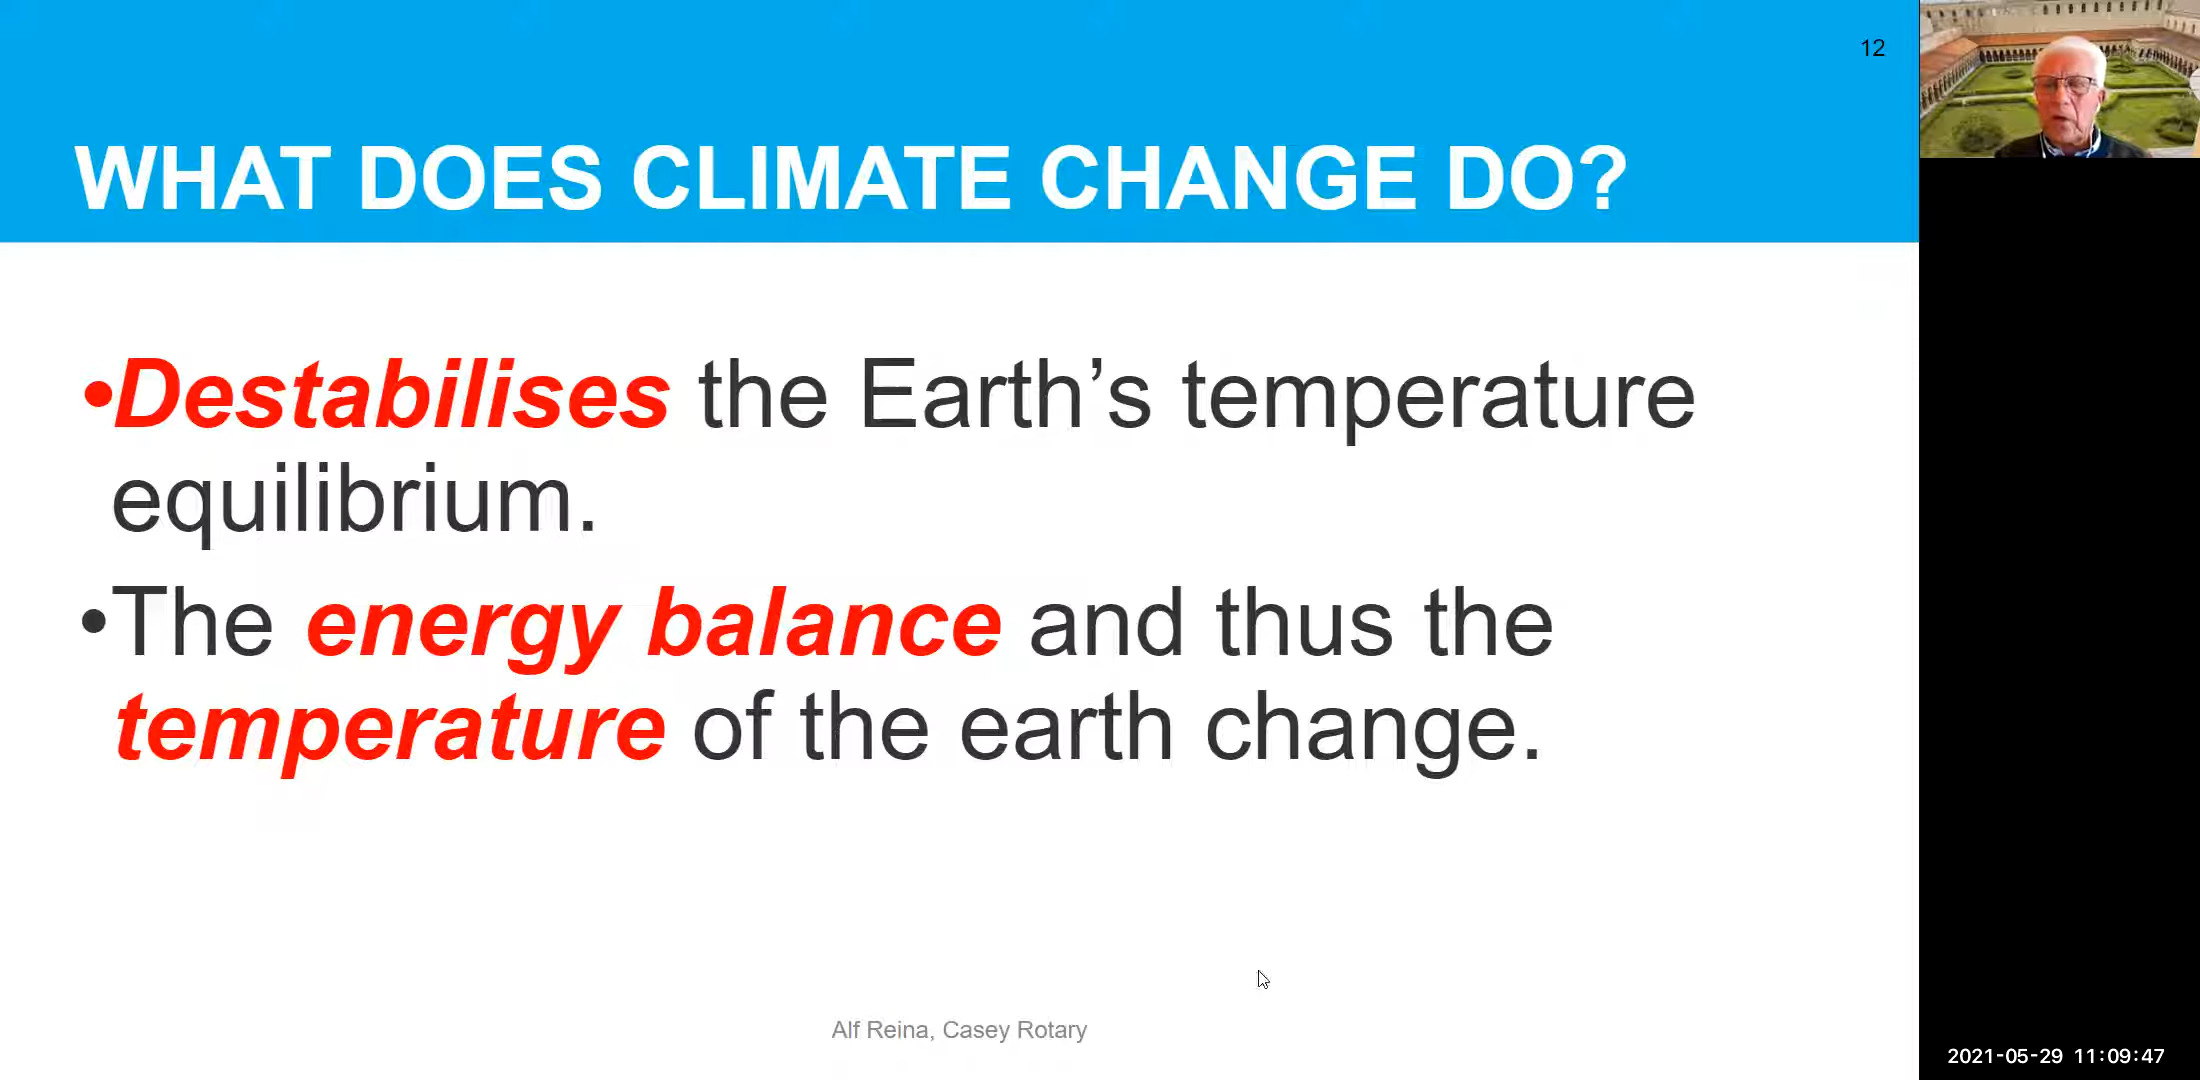 12
WHAT DOES CLIMATE CHANGE DO?
•Destabilises the Earth’s temperature
equilibrium.
•The energy balance and thus the
temperature of the earth change.
Alf Reina, Casey Rotary
2021-05-29 11:09:47